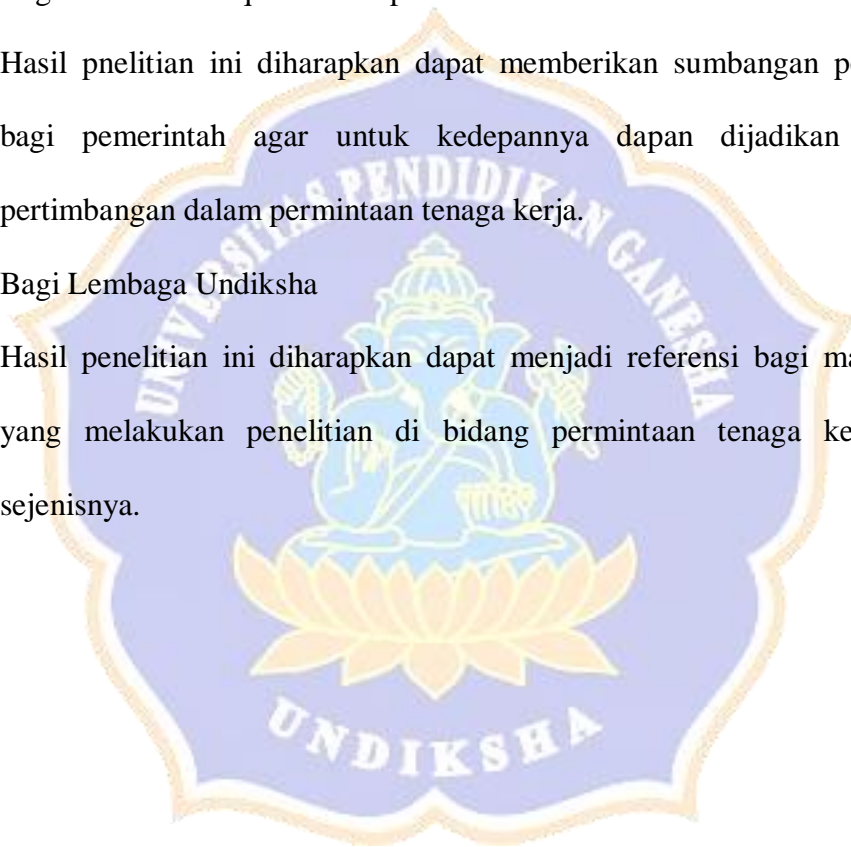 Hasil pnelitian ini diharapkan dapat memberikan sumbangan
bagi pemerintah agar untuk kedepannya dapan dijadikan
pertimbangan dalam permintaan tenaga kerja.
Bagi Lembaga Undiksha
Hasil penelitian ini diharapkan dapat menjadi referensi bagi
yang melakukan penelitian di bidang permintaan tenaga
sejenisnya.
UNIVERSITAS PENDIDIKAN GANESHA
UNDIKSHA